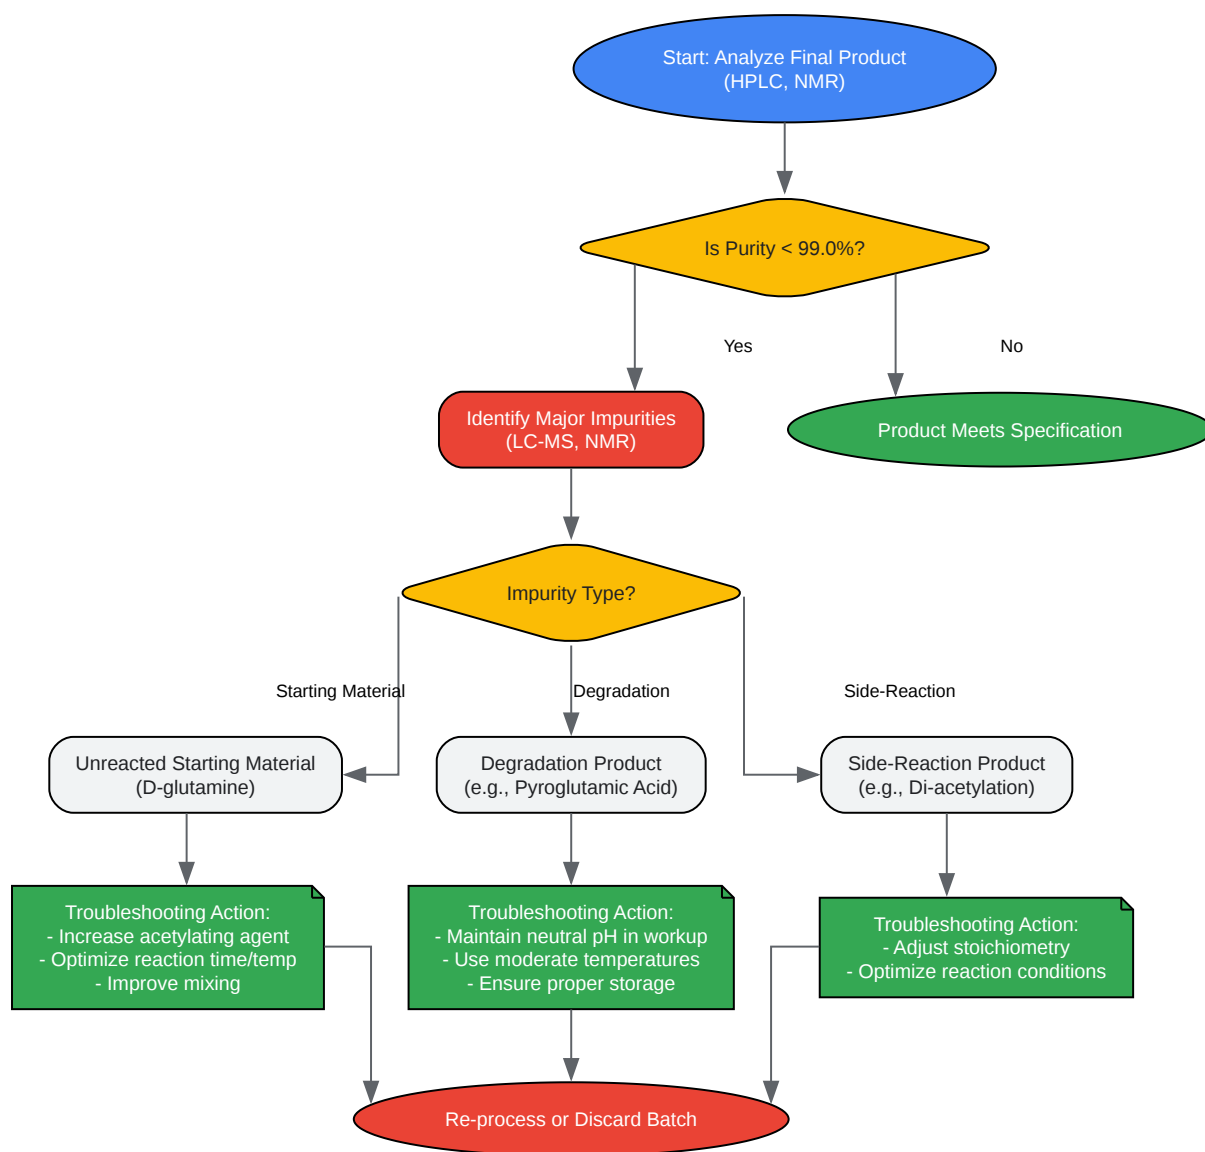 Start: Analyze Final Product
(HPLC, NMR)
Is Purity < 99.0%?
Yes
No
Identify Major Impurities
(LC-MS, NMR)
Product Meets Specification
Impurity Type?
Starting Material
Degradation
Side-Reaction
Unreacted Starting Material
(D-glutamine)
Degradation Product
(e.g., Pyroglutamic Acid)
Side-Reaction Product
(e.g., Di-acetylation)
Troubleshooting Action:
- Increase acetylating agent
- Optimize reaction time/temp
- Improve mixing
Troubleshooting Action:
- Maintain neutral pH in workup
- Use moderate temperatures
- Ensure proper storage
Troubleshooting Action:
- Adjust stoichiometry
- Optimize reaction conditions
Re-process or Discard Batch